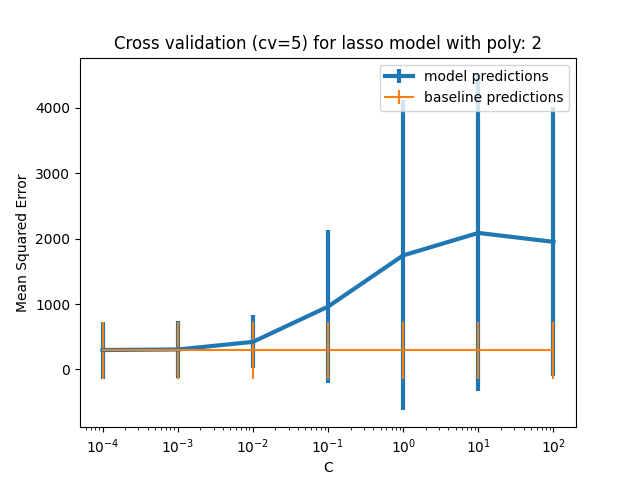 Cross validation (cv=5) for lasso model with poly: 2
model predictions
baseline predictions
Mean Squared Error
4000
3000
2000
1000
0
10⁻⁴ 10⁻³ 10⁻² 10⁻¹ 10⁰ 10¹ 10²
C